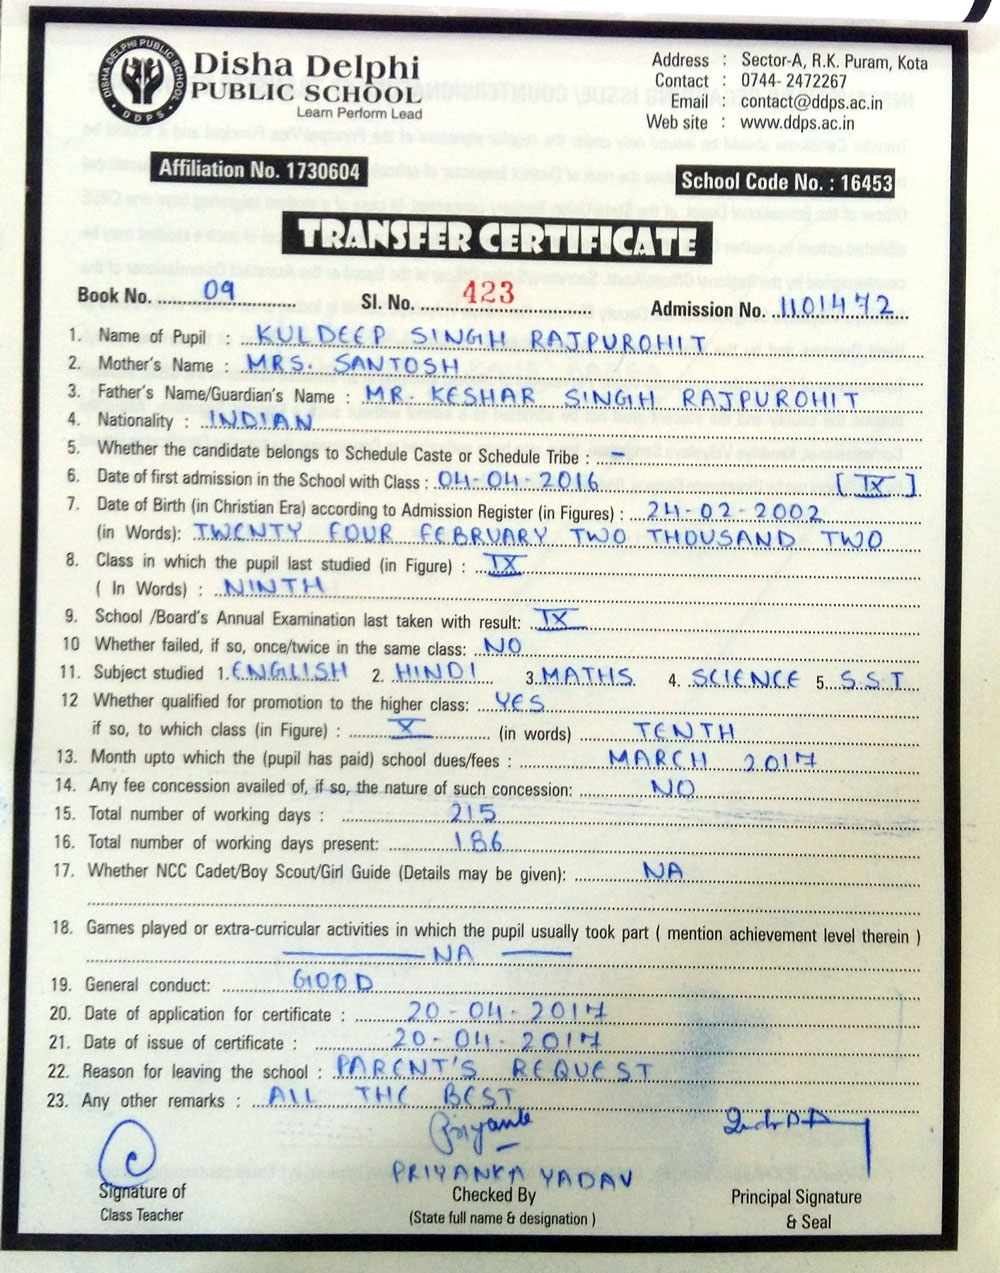 DISHA DELPHI PUBLIC SCHOOL
DDPS
Disha Delphi
PUBLIC SCHOOL
Learn Perform Lead
Address : Sector-A, R.K. Puram, Kota
Contact : 0744- 2472267
Email : contact@ddps.ac.in
Web site : www.ddps.ac.in
Affiliation No. 1730604
School Code No. : 16453
TRANSFER CERTIFICATE
Book No. 09 Sl. No. 423 Admission No. 1101472
1. Name of Pupil : KULDEEP SINGH RAJPUROHIT
2. Mother's Name : MRS. SANTOSH
3. Father's Name/Guardian's Name : MR. KESHAR SINGH RAJPUROHIT
4. Nationality : INDIAN
5. Whether the candidate belongs to Schedule Caste or Schedule Tribe : -
6. Date of first admission in the School with Class : 04-04-2016 [IX]
7. Date of Birth (in Christian Era) according to Admission Register (in Figures) : 24-02-2002
(in Words): TWENTY FOUR FEBRUARY TWO THOUSAND TWO
8. Class in which the pupil last studied (in Figure) : IX
( In Words) : NINTH
9. School /Board's Annual Examination last taken with result: IX
10 Whether failed, if so, once/twice in the same class: NO
11. Subject studied 1. ENGLISH 2. HINDI 3. MATHS 4. SCIENCE 5. S.S.T
12 Whether qualified for promotion to the higher class: YES
if so, to which class (in Figure) : X (in words) TENTH
13. Month upto which the (pupil has paid) school dues/fees : MARCH 2017
14. Any fee concession availed of, if so, the nature of such concession: NO
15. Total number of working days : 215
16. Total number of working days present: 186
17. Whether NCC Cadet/Boy Scout/Girl Guide (Details may be given): NA
18. Games played or extra-curricular activities in which the pupil usually took part ( mention achievement level therein )
NA
19. General conduct: GOOD
20. Date of application for certificate : 20-04-2017
21. Date of issue of certificate : 20-04-2017
22. Reason for leaving the school : PARENT'S REQUEST
23. Any other remarks : ALL THE BEST
Priyanka
PRIYANKA YADAV
Signature of
Class Teacher
Checked By
(State full name & designation )
Principal Signature
& Seal